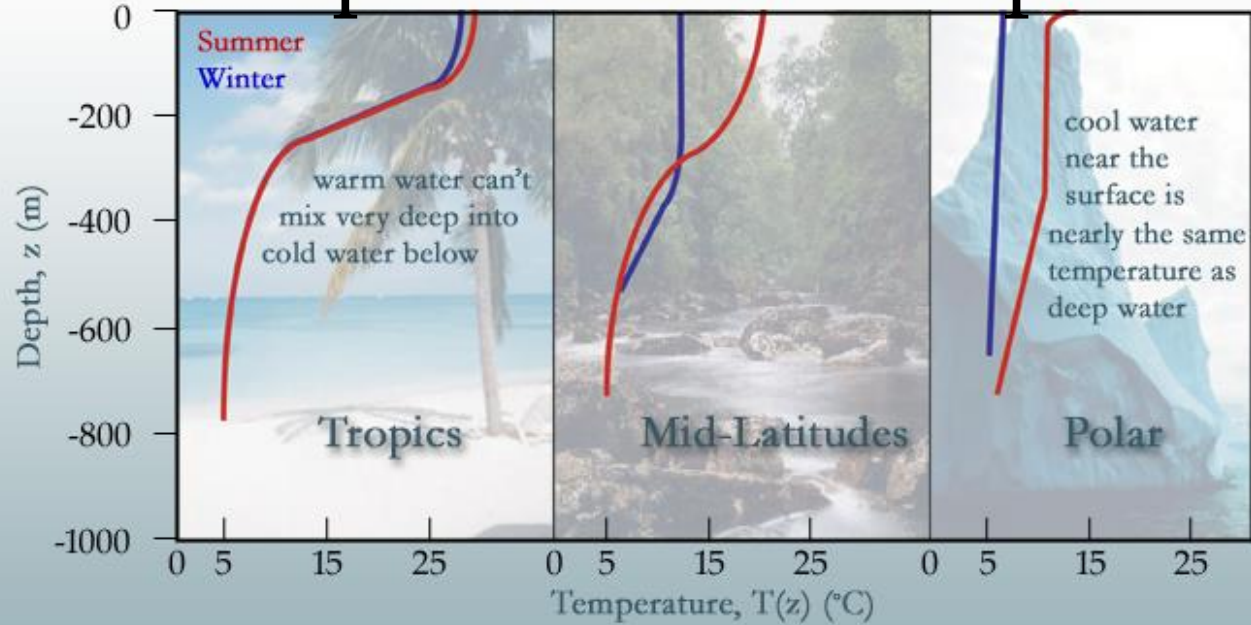 0
Summer
Winter
-200
-400
-600
-800
-1000
Depth, z (m)
warm water can't
mix very deep into
cold water below
Tropics
Mid-Latitudes
cool water
near the
surface is
nearly the same
temperature as
deep water
Polar
0 5 15 25 5 15 25 0 5 15 25
Temperature, T(z) (°C)